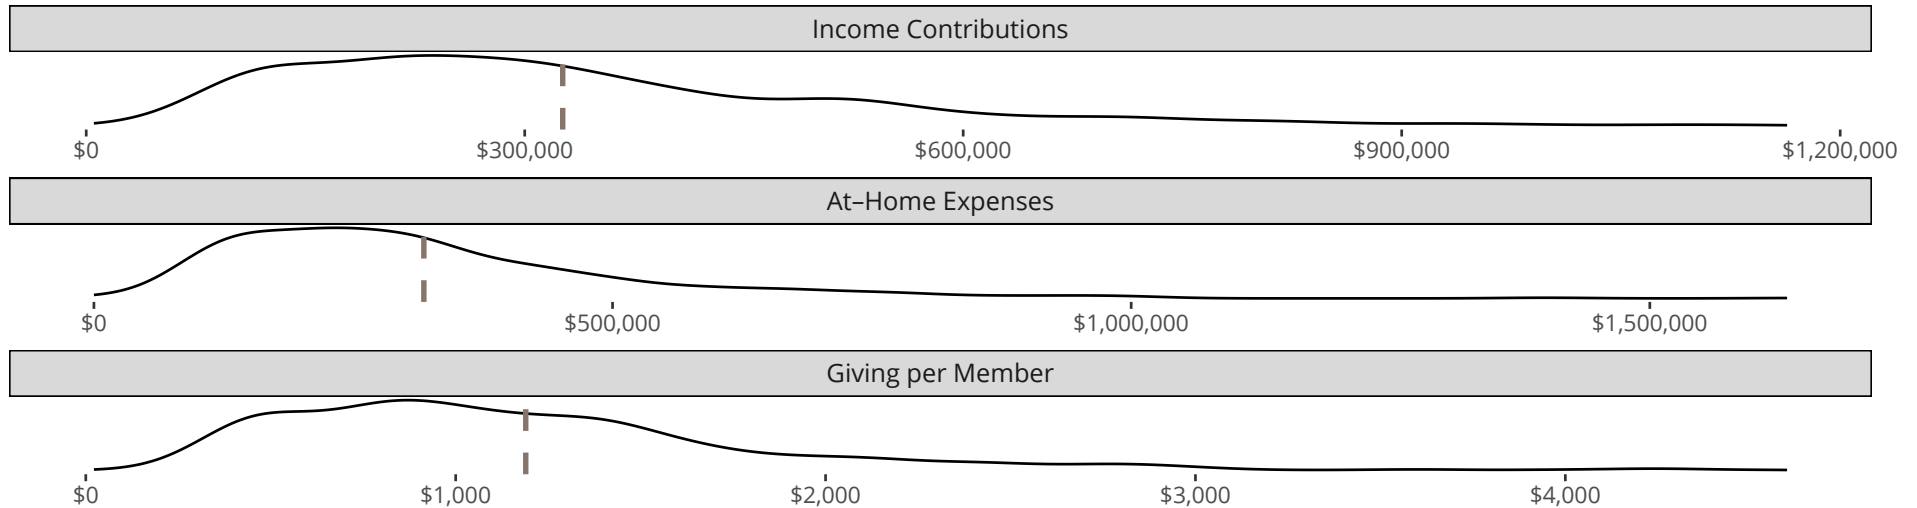 Income Contributions
$0 $300,000 $600,000 $900,000 $1,200,000
At–Home Expenses
$0 $500,000 $1,000,000 $1,500,000
Giving per Member
$0 $1,000 $2,000 $3,000 $4,000